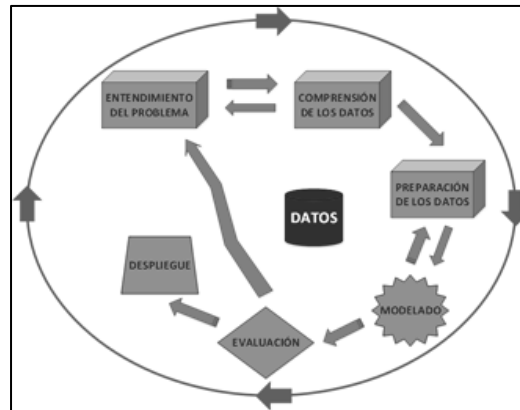 ENTENDIMIENTO
DEL PROBLEMA
COMPRENSIÓN
DE LOS DATOS
PREPARACIÓN
DE LOS DATOS
DATOS
DESPLIEGUE
MODELADO
EVALUACIÓN